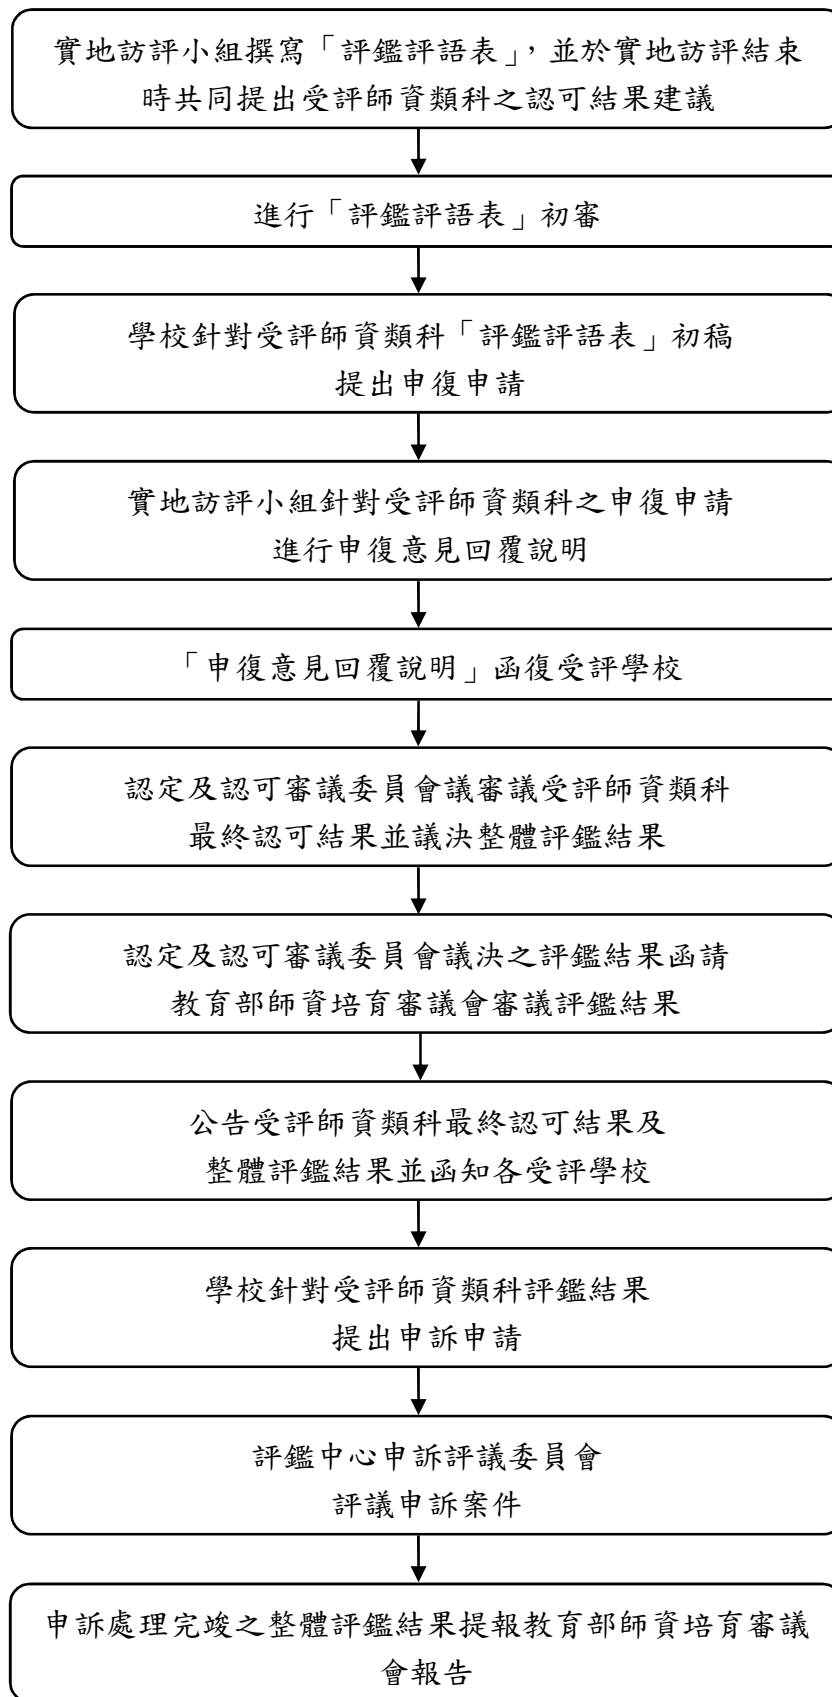 實地訪評小組撰寫「評鑑評語表」，並於實地訪評結束
時共同提出受評師資類科之認可結果建議
進行「評鑑評語表」初審
學校針對受評師資類科「評鑑評語表」初稿
提出申復申請
實地訪評小組針對受評師資類科之申復申請
進行申復意見回覆說明
「申復意見回覆說明」函復受評學校
認定及認可審議委員會議審議受評師資類科
最終認可結果並議決整體評鑑結果
認定及認可審議委員會議決之評鑑結果函請
教育部師資培育審議會審議評鑑結果
公告受評師資類科最終認可結果及
整體評鑑結果並函知各受評學校
學校針對受評師資類科評鑑結果
提出申訴申請
評鑑中心申訴評議委員會
評議申訴案件
申訴處理完竣之整體評鑑結果提報教育部師資培育審議
會報告